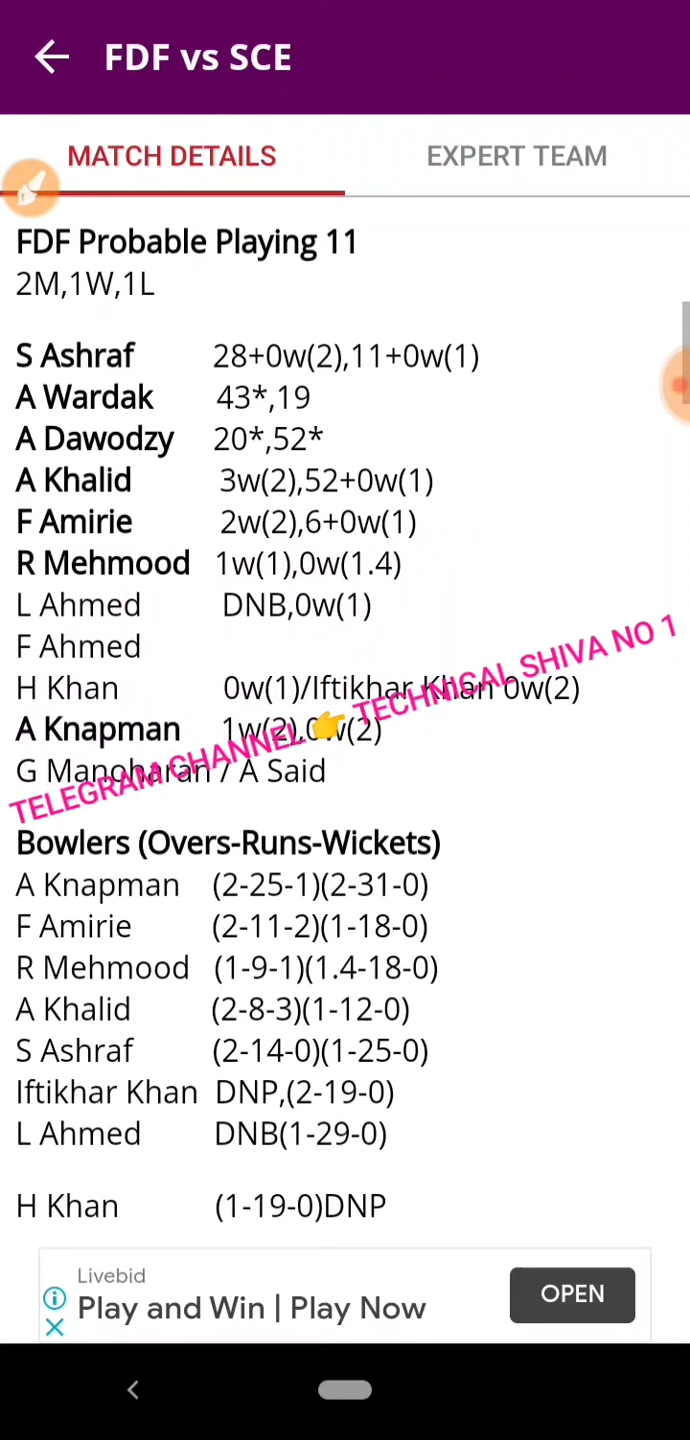 FDF vs SCE
MATCH DETAILS EXPERT TEAM
FDF Probable Playing 11
2M,1W,1L
S Ashraf 28+0w(2),11+0w(1)
A Wardak 43*,19
A Dawodzy 20*,52*
A Khalid 3w(2),52+0w(1)
F Amirie 2w(2),6+0w(1)
R Mehmood 1w(1),0w(1.4)
L Ahmed DNB,0w(1)
F Ahmed
H Khan 0w(1)/Iftikhar Khan 0w(2)
A Knapman 1w(2),0w(2)
G Manoharan / A Said
TELEGRAM CHANNEL 👉 TECHNICAL SHIVA NO 1
Bowlers (Overs-Runs-Wickets)
A Knapman (2-25-1)(2-31-0)
F Amirie (2-11-2)(1-18-0)
R Mehmood (1-9-1)(1.4-18-0)
A Khalid (2-8-3)(1-12-0)
S Ashraf (2-14-0)(1-25-0)
Iftikhar Khan DNP,(2-19-0)
L Ahmed DNB(1-29-0)
H Khan (1-19-0)DNP
Livebid
Play and Win | Play Now
OPEN